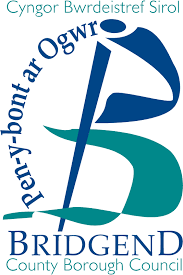 Cyngor Bwrdeistref Sirol
Pen-y-bont ar Ogwr
BRIDGEND
County Borough Council